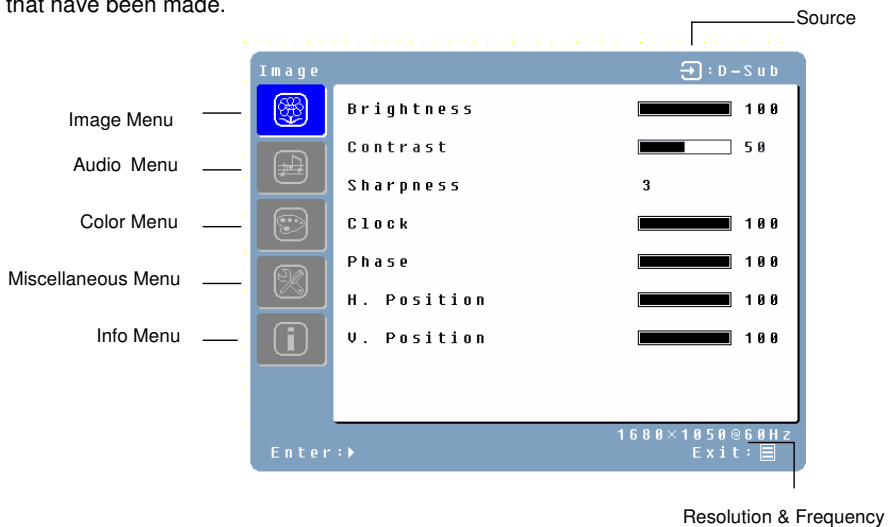 that have been made.
Source
Image :D-Sub
Image Menu
Audio Menu
Color Menu
Miscellaneous Menu
Info Menu
Brightness 100
Contrast 50
Sharpness 3
Clock 100
Phase 100
H. Position 100
V. Position 100
1680×1050@60Hz
Enter: Exit:
Resolution & Frequency